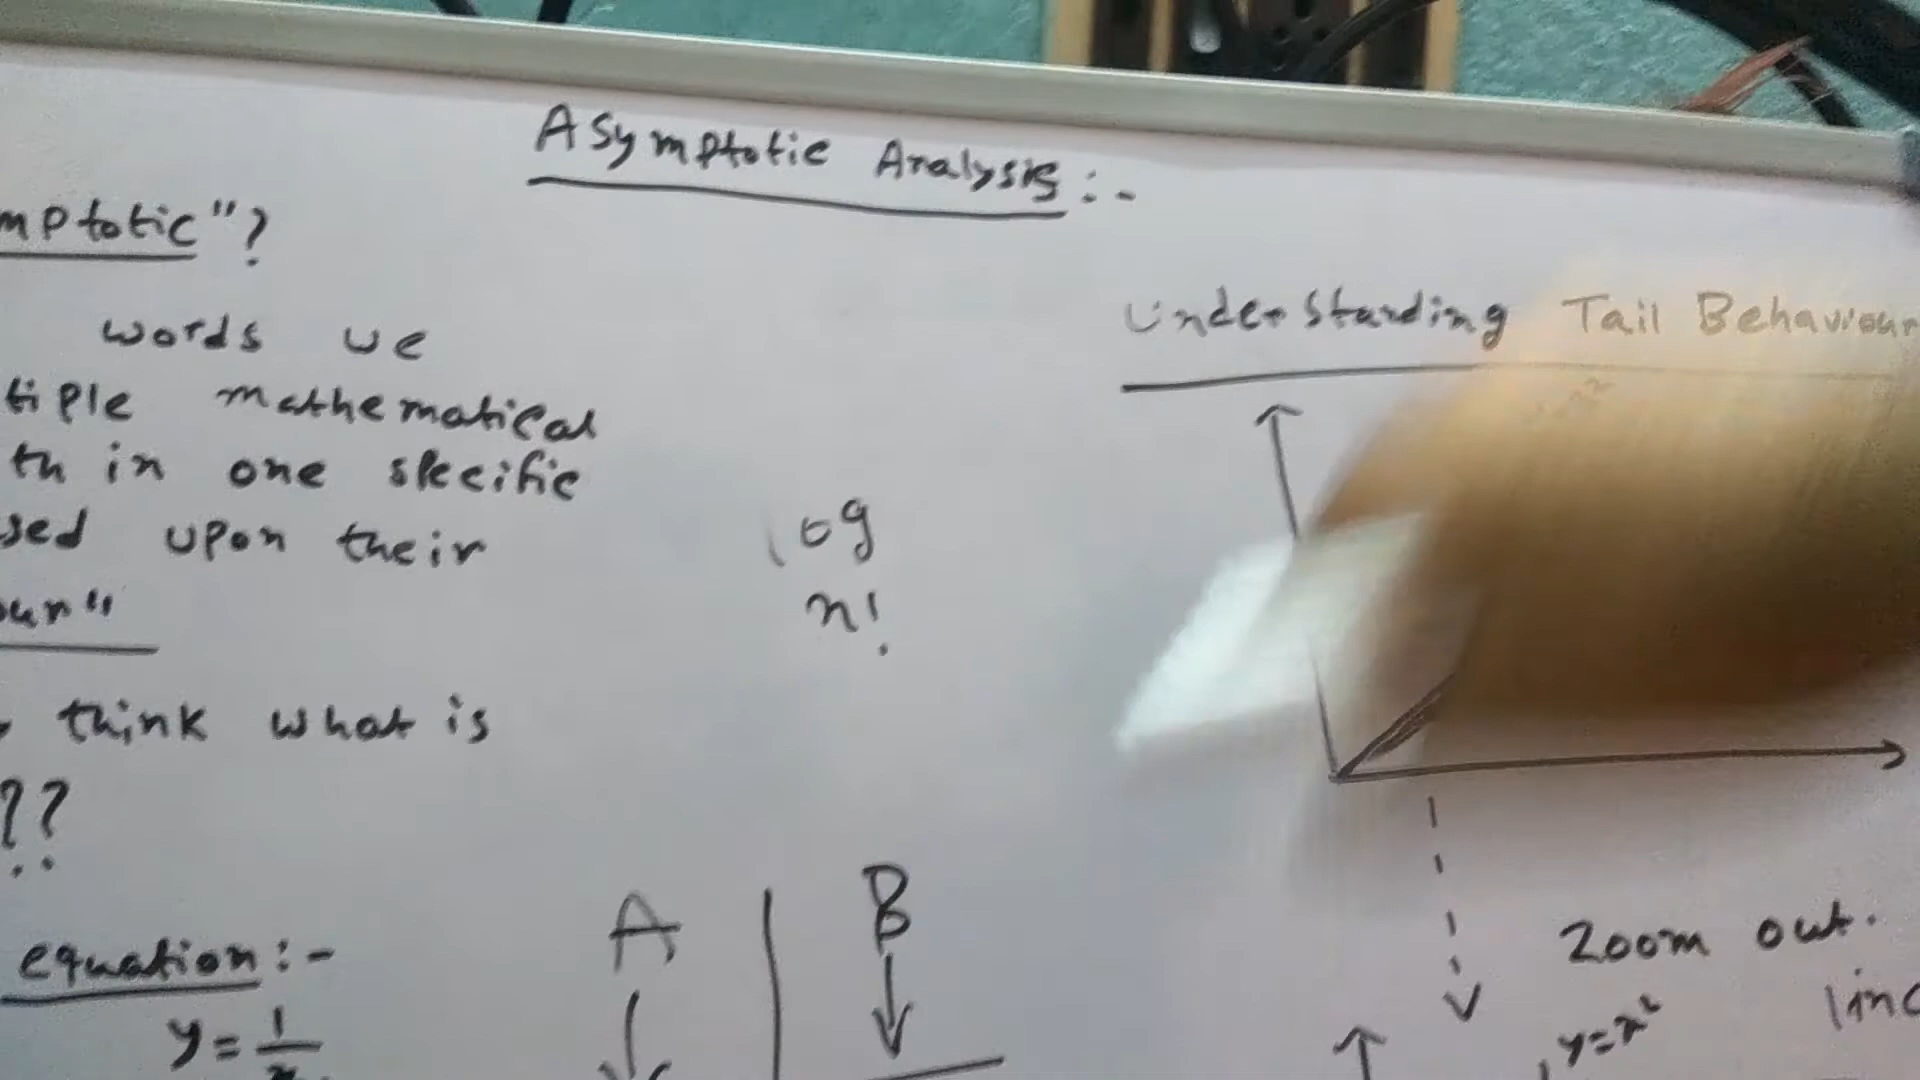 Asymptotic Analysis :-
mptotic"?
words we
tiple mathematical
th in one specific
sed upon their
our"
think what is
??
equation :-
y = 1
log
n!
A
B
Understanding Tail Behaviour
Zoom out.
y=x²